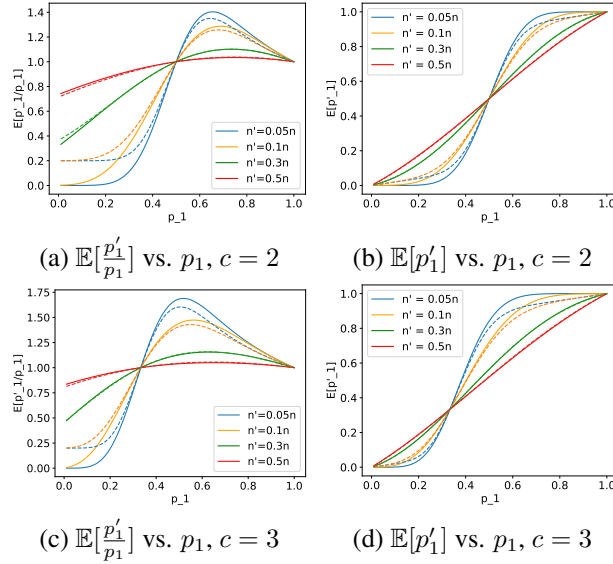 E[p'_1/p_1]
1.4
1.2
1.0
0.8
0.6
0.4
0.2
0.0
n'=0.05n
n'=0.1n
n'=0.3n
n'=0.5n
0.0 0.2 0.4 0.6 0.8 1.0
p_1
E[p'_1]
1.0
0.8
0.6
0.4
0.2
0.0
n' = 0.05n
n' = 0.1n
n' = 0.3n
n' = 0.5n
0.0 0.2 0.4 0.6 0.8 1.0
p_1
(a) 𝔼[p′₁/p₁] vs. p₁, c = 2
(b) 𝔼[p′₁] vs. p₁, c = 2
E[p'_1/p_1]
1.75
1.50
1.25
1.00
0.75
0.50
0.25
0.00
n'=0.05n
n'=0.1n
n'=0.3n
n'=0.5n
0.0 0.2 0.4 0.6 0.8 1.0
p_1
E[p'_1]
1.0
0.8
0.6
0.4
0.2
0.0
n' = 0.05n
n' = 0.1n
n' = 0.3n
n' = 0.5n
0.0 0.2 0.4 0.6 0.8 1.0
p_1
(c) 𝔼[p′₁/p₁] vs. p₁, c = 3
(d) 𝔼[p′₁] vs. p₁, c = 3